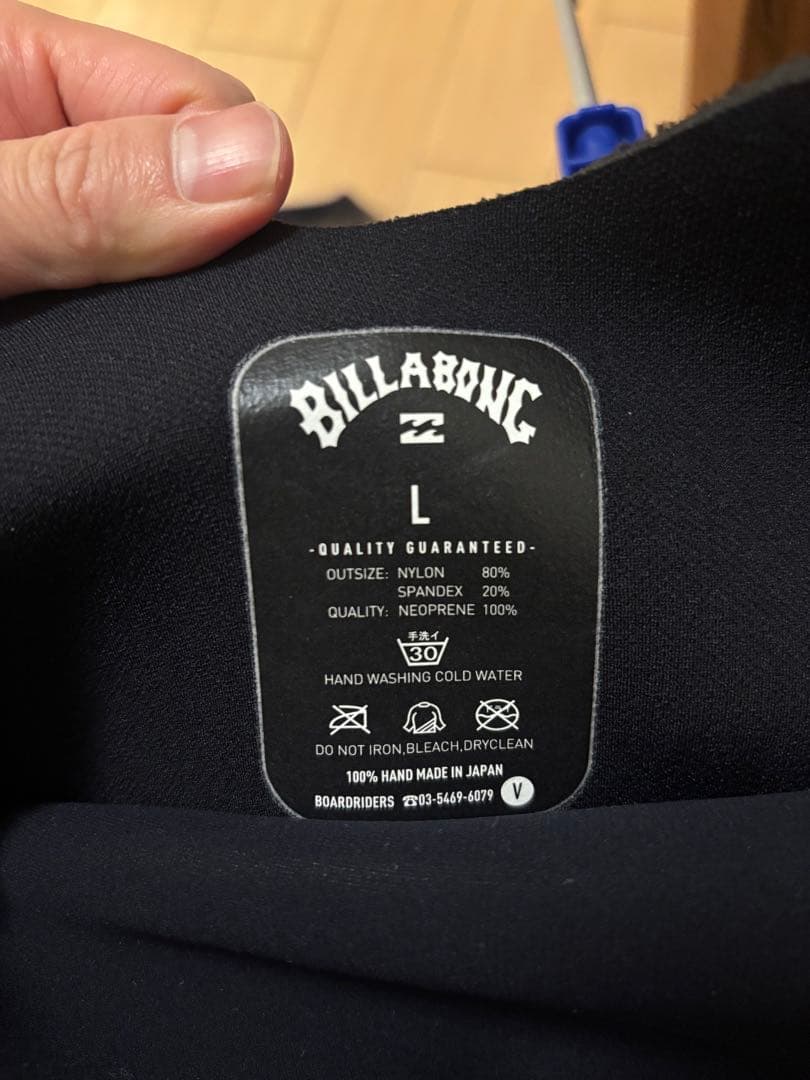 BILLABONG
L
-QUALITY GUARANTEED-
OUTSIZE: NYLON 80%
SPANDEX 20%
QUALITY: NEOPRENE 100%
手洗イ
30
HAND WASHING COLD WATER
DO NOT IRON,BLEACH,DRYCLEAN
100% HAND MADE IN JAPAN
BOARDRIDERS ☎03-5469-6079 V